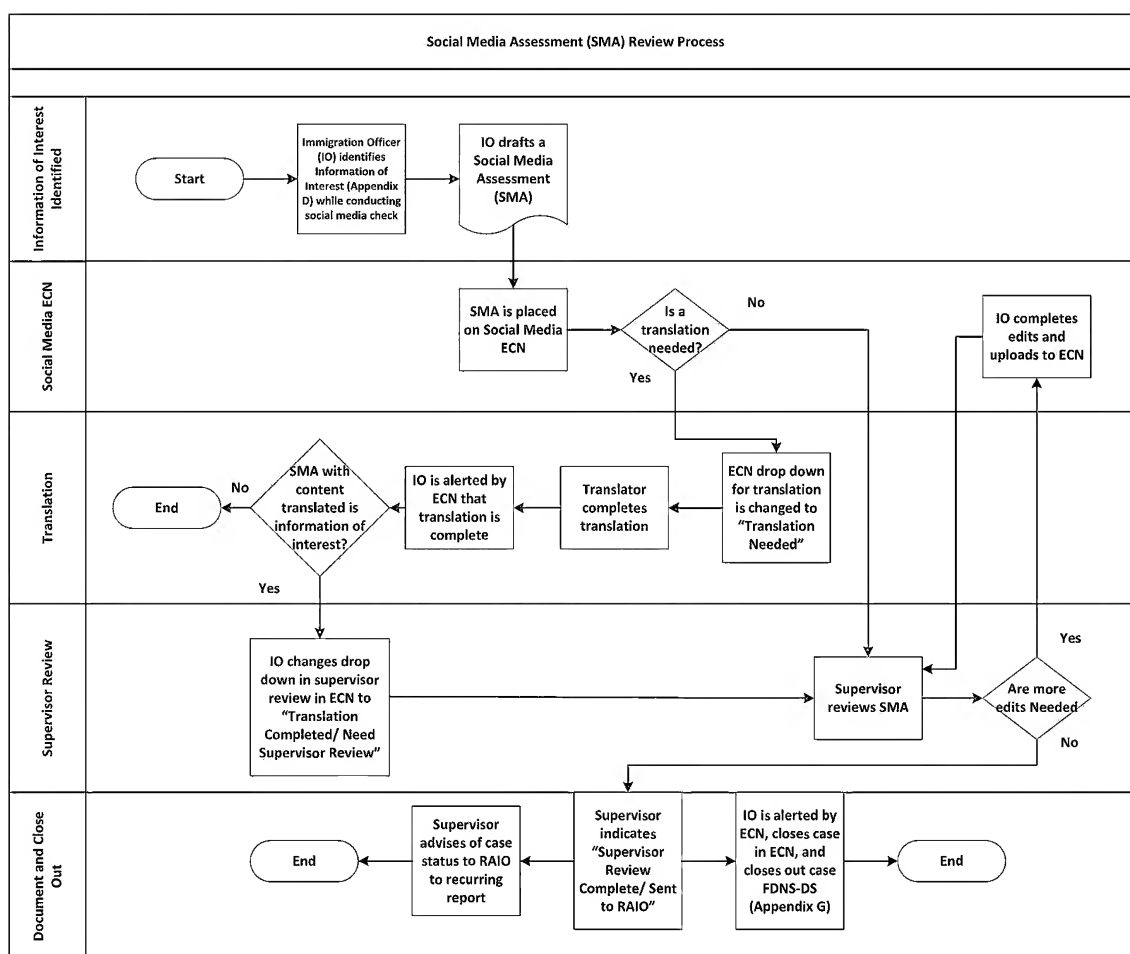 Social Media Assessment (SMA) Review Process
Information of Interest
Identified
Start
Immigration Officer
(IO) identifies
Information of
Interest (Appendix
D) while conducting
social media check
IO drafts a
Social Media
Assessment
(SMA)
Social Media ECN
SMA is placed
on Social Media
ECN
Is a
translation
needed?
No
Yes
IO completes
edits and
uploads to ECN
Translation
End
No
SMA with
content
translated is
information of
interest?
Yes
IO is alerted by
ECN that
translation is
complete
Translator
completes
translation
ECN drop down
for translation
is changed to
“Translation
Needed”
Supervisor Review
IO changes drop
down in supervisor
review in ECN to
“Translation
Completed/ Need
Supervisor Review”
Supervisor
reviews SMA
Yes
Are more
edits Needed
No
Document and Close
Out
End
Supervisor
advises of case
status to RAIO
to recurring
report
Supervisor
indicates
“Supervisor
Review
Complete/ Sent
to RAIO”
IO is alerted by
ECN, closes case
in ECN, and
closes out case
FDNS-DS
(Appendix G)
End